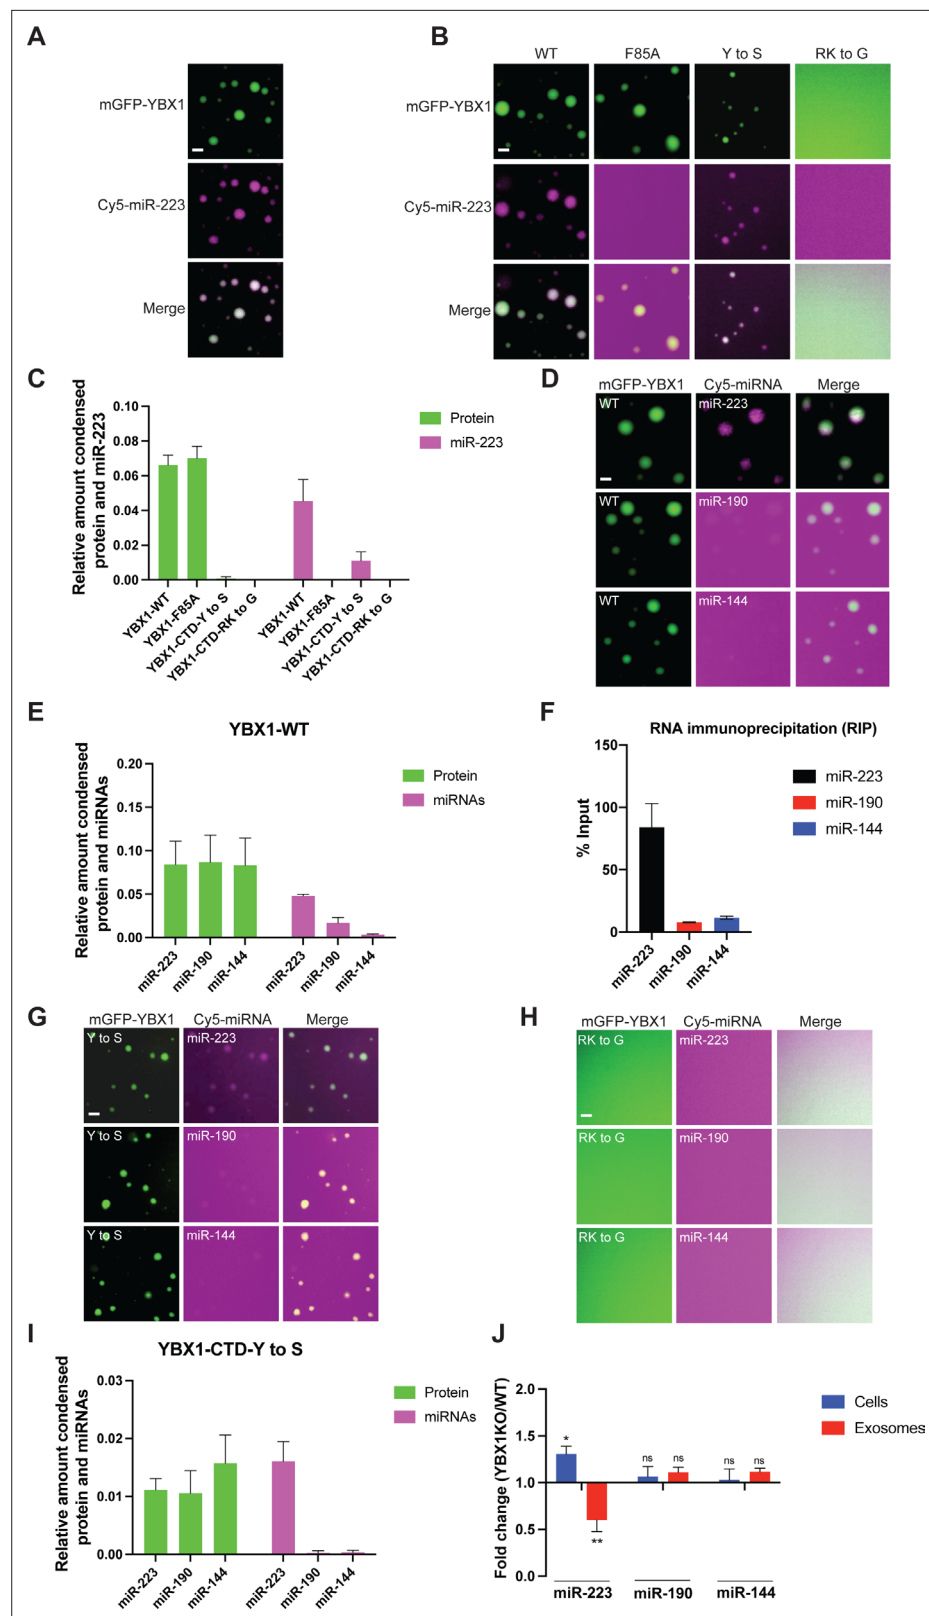 A
mGFP-YBX1
Cy5-miR-223
Merge
B
WT F85A Y to S RK to G
mGFP-YBX1
Cy5-miR-223
Merge
C
Relative amount condensed
protein and miR-223
0.10
0.08
0.06
0.04
0.02
0.00
Protein
miR-223
YBX1-WT
YBX1-F85A
YBX1-CTD-Y to S
YBX1-CTD-RK to G
YBX1-WT
YBX1-F85A
YBX1-CTD-Y to S
YBX1-CTD-RK to G
D
mGFP-YBX1 Cy5-miRNA Merge
WT miR-223
WT miR-190
WT miR-144
E
YBX1-WT
Relative amount condensed
protein and miRNAs
0.20
0.15
0.10
0.05
0.00
Protein
miRNAs
miR-223
miR-190
miR-144
miR-223
miR-190
miR-144
F
RNA immunoprecipitation (RIP)
% Input
150
100
50
0
miR-223
miR-190
miR-144
miR-223
miR-190
miR-144
G
mGFP-YBX1 Cy5-miRNA Merge
Y to S miR-223
Y to S miR-190
Y to S miR-144
H
mGFP-YBX1 Cy5-miRNA Merge
RK to G miR-223
RK to G miR-190
RK to G miR-144
I
YBX1-CTD-Y to S
Relative amount condensed
protein and miRNAs
0.03
0.02
0.01
0.00
Protein
miRNAs
miR-223
miR-190
miR-144
miR-223
miR-190
miR-144
J
Fold change (YBX1KO/WT)
2.0
1.5
1.0
0.5
0.0
Cells
Exosomes
*
**
ns ns
ns ns
miR-223 miR-190 miR-144